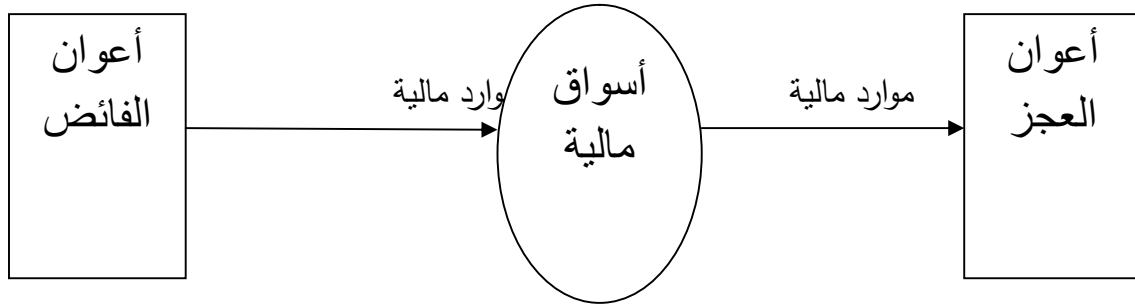 أعوان
العجز
موارد مالية
أسواق
مالية
وارد مالية
أعوان
الفائض